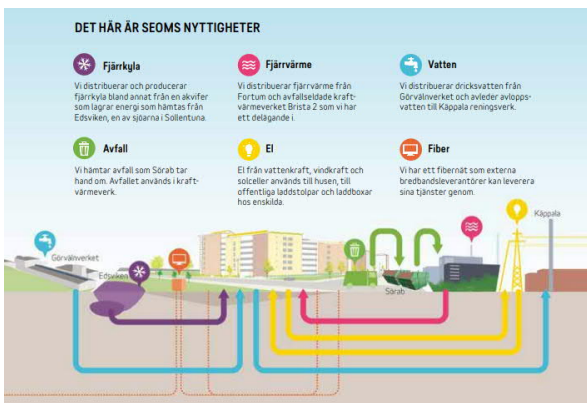 DET HÄR ÄR SEOMS NYTTIGHETER
Fjärrkyla
Vi distribuerar och producerar
fjärrkyla bland annat från en akvifer
som lagrar energi som hämtas från
Edsviken, en av sjöarna i Sollentuna.
Fjärrvärme
Vi distribuerar fjärrvärme från
Fortum och avfallseldade kraft-
värmeverket Brista 2 som vi har
ett delägande i.
Vatten
Vi distribuerar dricksvatten från
Görvälnverket och avleder avlopps-
vatten till Käppala reningsverk.
Avfall
Vi hämtar avfall som Sörab tar
hand om. Avfallet används i kraft-
värmeverk.
El
El från vattenkraft, vindkraft och
solceller används till husen, till
offentliga laddstolpar och laddboxar
hos enskilda.
Fiber
Vi har ett fibernät som externa
bredbandsleverantörer kan leverera
sina tjänster genom.
Görvälnverket
Edsviken
Sörab
Käppala